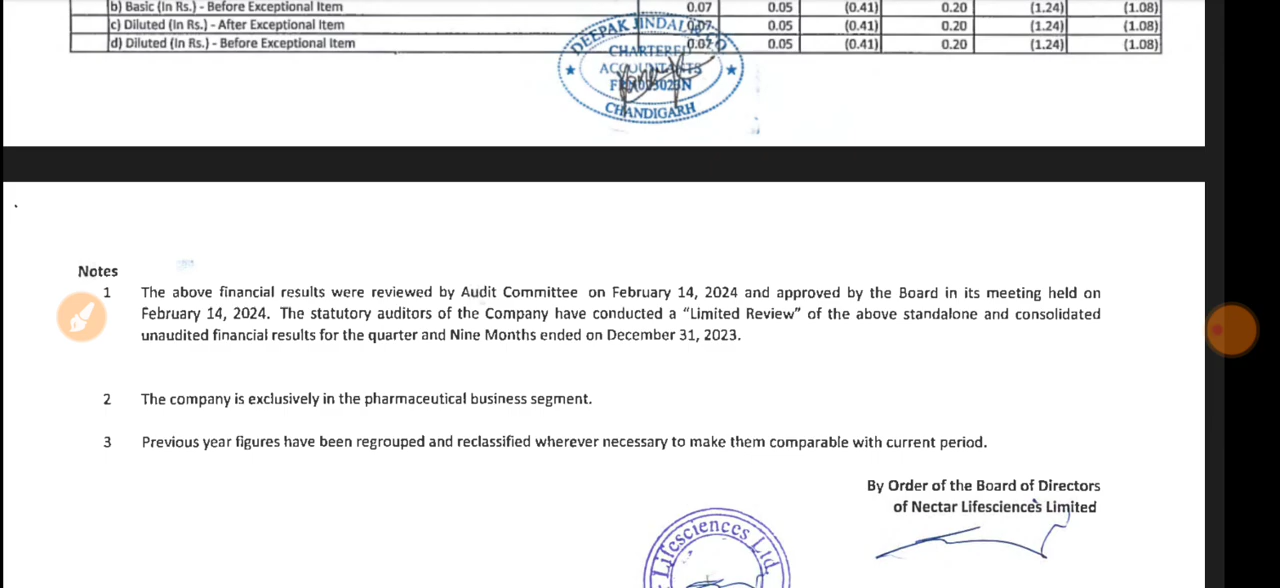 b) Basic (In Rs.) - Before Exceptional Item 0.07 0.05 (0.41) 0.20 (1.24) (1.08)
c) Diluted (In Rs.) - After Exceptional Item 0.07 0.05 (0.41) 0.20 (1.24) (1.08)
d) Diluted (In Rs.) - Before Exceptional Item 0.07 0.05 (0.41) 0.20 (1.24) (1.08)
DEEPAK JINDAL & CO
CHARTERED
ACCOUNTANTS
CHANDIGARH
Notes
1 The above financial results were reviewed by Audit Committee on February 14, 2024 and approved by the Board in its meeting held on
February 14, 2024. The statutory auditors of the Company have conducted a “Limited Review” of the above standalone and consolidated
unaudited financial results for the quarter and Nine Months ended on December 31, 2023.
2 The company is exclusively in the pharmaceutical business segment.
3 Previous year figures have been regrouped and reclassified wherever necessary to make them comparable with current period.
By Order of the Board of Directors
of Nectar Lifesciences Limited
Lifesciences Ltd.